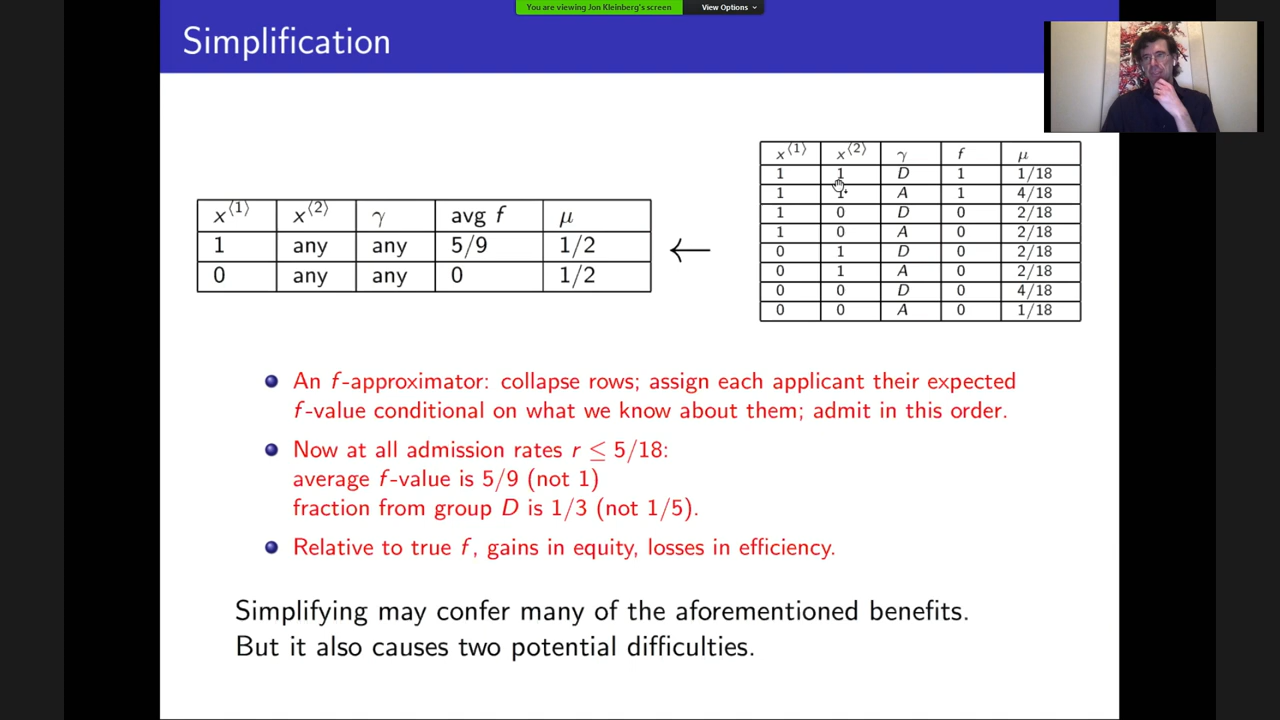 You are viewing Jon Kleinberg's screen
View Options
Simplification
x⟨1⟩ x⟨2⟩ γ avg f μ
1 any any 5/9 1/2
0 any any 0 1/2
←
x⟨1⟩ x⟨2⟩ γ f μ
1 1 D 1 1/18
1 1 A 1 4/18
1 0 D 0 2/18
1 0 A 0 2/18
0 1 D 0 2/18
0 1 A 0 2/18
0 0 D 0 4/18
0 0 A 0 1/18
An f-approximator: collapse rows; assign each applicant their expected
f-value conditional on what we know about them; admit in this order.
Now at all admission rates r ≤ 5/18:
average f-value is 5/9 (not 1)
fraction from group D is 1/3 (not 1/5).
Relative to true f, gains in equity, losses in efficiency.
Simplifying may confer many of the aforementioned benefits.
But it also causes two potential difficulties.